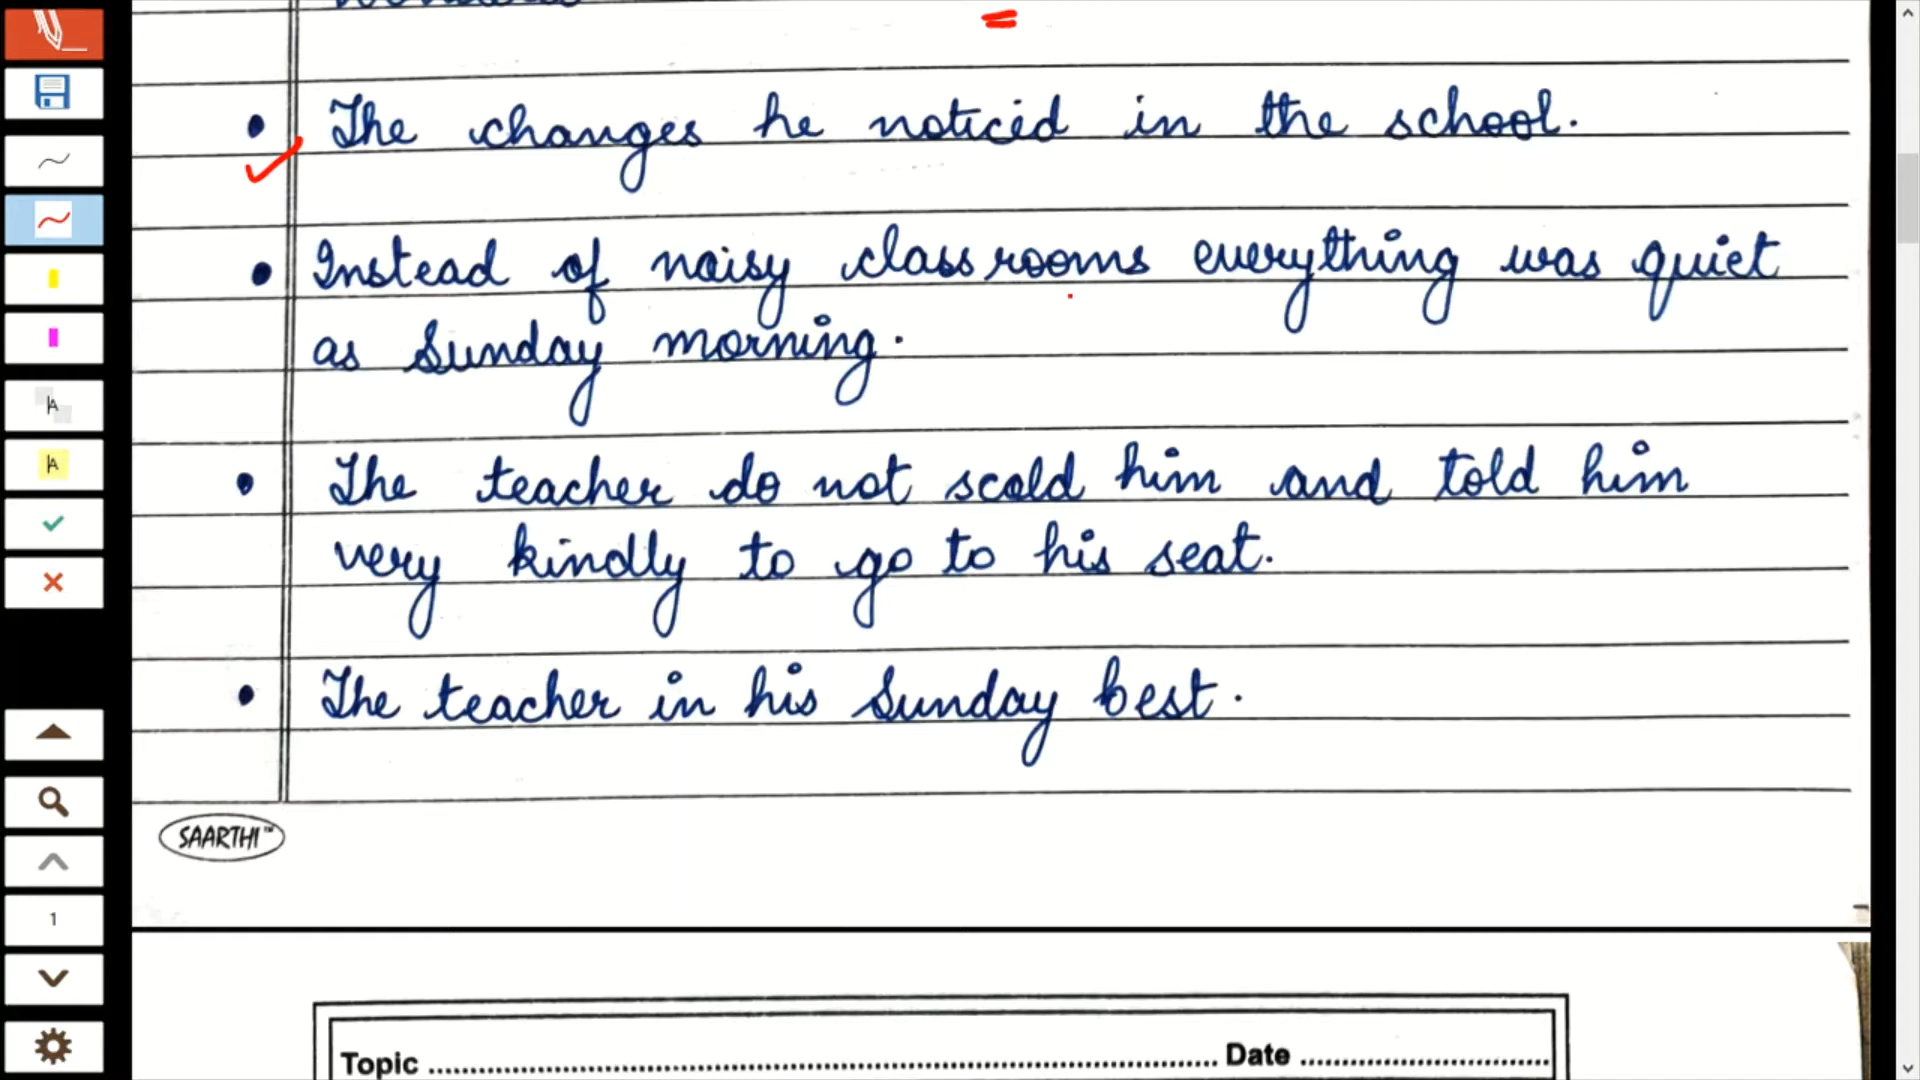 • The changes he noticed in the school.
• Instead of noisy classrooms everything was quiet
as Sunday morning.
• The teacher do not scold him and told him
very kindly to go to his seat.
• The teacher in his Sunday best.
SAARTHI™
1
Topic ........................................ Date ....................